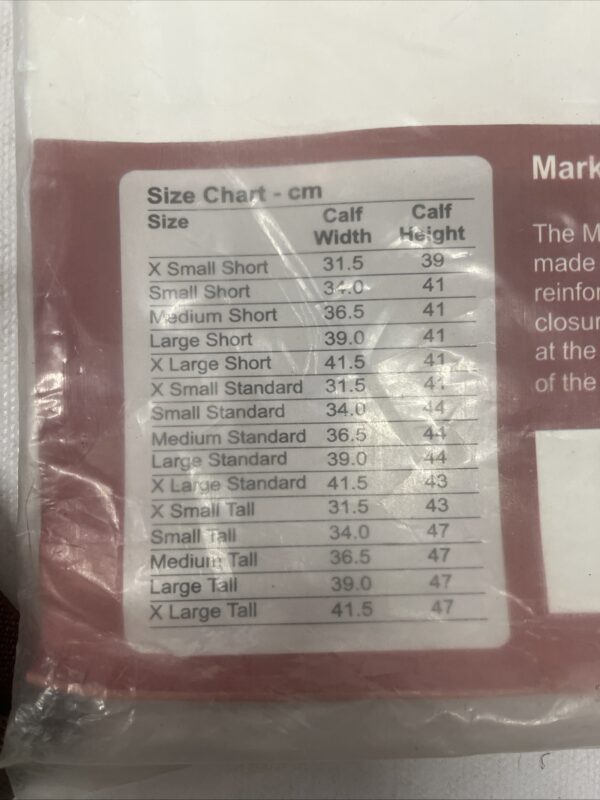 Size Chart - cm
Size Calf Width Calf Height
X Small Short 31.5 39
Small Short 34.0 41
Medium Short 36.5 41
Large Short 39.0 41
X Large Short 41.5 41
X Small Standard 31.5 41
Small Standard 34.0 44
Medium Standard 36.5 44
Large Standard 39.0 44
X Large Standard 41.5 43
X Small Tall 31.5 43
Small Tall 34.0 47
Medium Tall 36.5 47
Large Tall 39.0 47
X Large Tall 41.5 47
Mark
The M
made
reinfor
closur
at the
of the